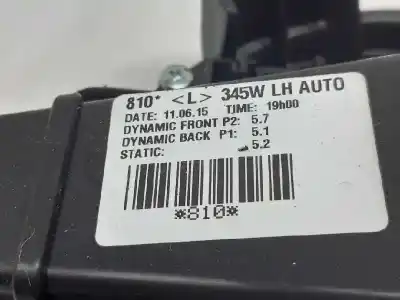 810* <L> 345W LH AUTO
DATE: 11.06.15 TIME: 19h00
DYNAMIC FRONT P2: 5.7
DYNAMIC BACK P1: 5.1
STATIC: 5.2
*810*